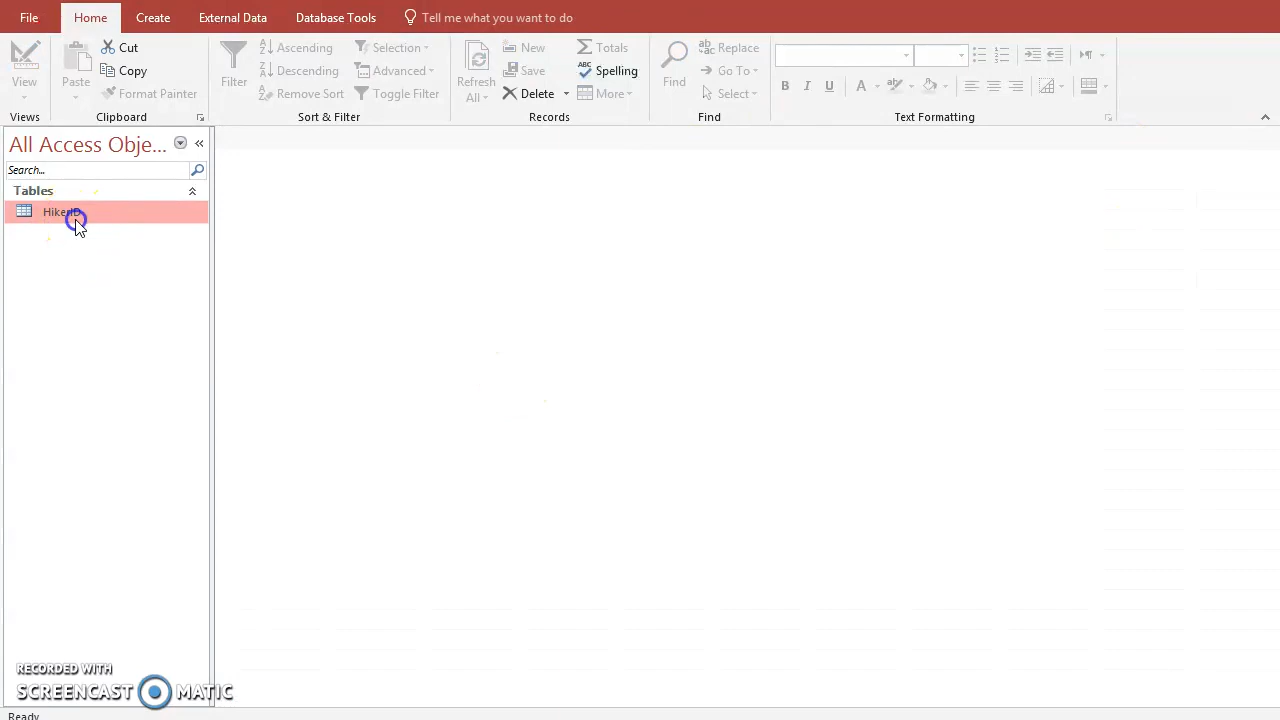 File Home Create External Data Database Tools Tell me what you want to do
View Paste Cut Copy Format Painter Filter Ascending Descending Remove Sort Selection Advanced Toggle Filter Refresh All New Save Delete Totals Spelling More Find Replace Go To Select B I U A
Views Clipboard Sort & Filter Records Find Text Formatting
All Access Obje...
Search...
Tables
HikerID
RECORDED WITH
SCREENCAST MATIC
Ready